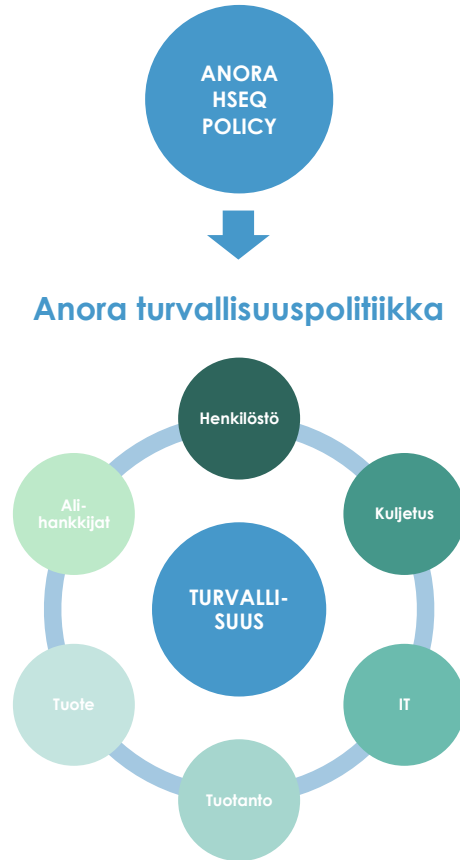 ANORA
HSEQ
POLICY
Anora turvallisuuspolitiikka
Henkilöstö
Ali-
hankkijat
Kuljetus
TURVALLI-
SUUS
Tuote
IT
Tuotanto